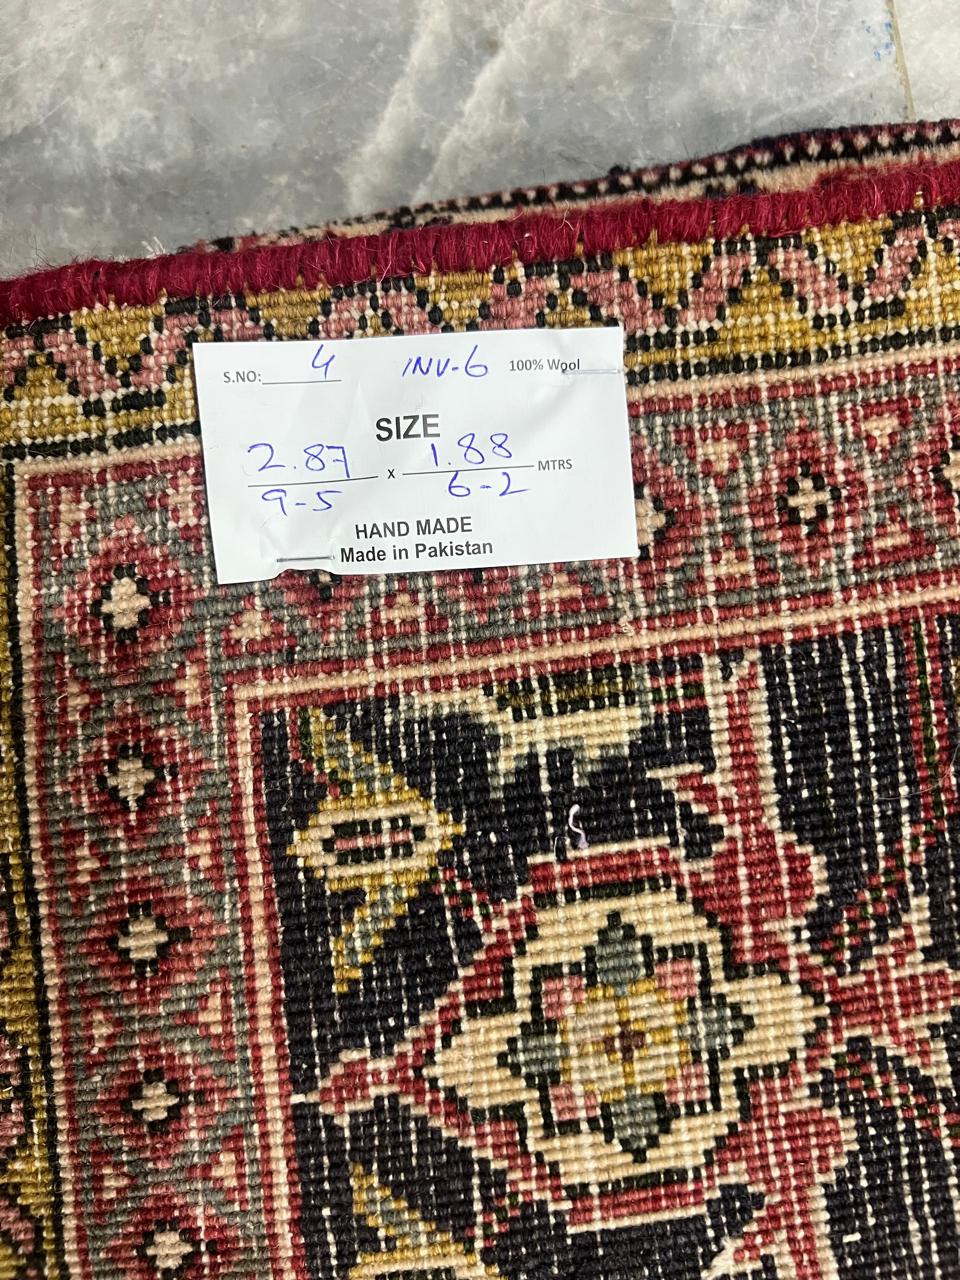 S.NO: 4 INV-6 100% Wool
SIZE
2.87 x 1.88 MTRS
9-5 6-2
HAND MADE
Made in Pakistan